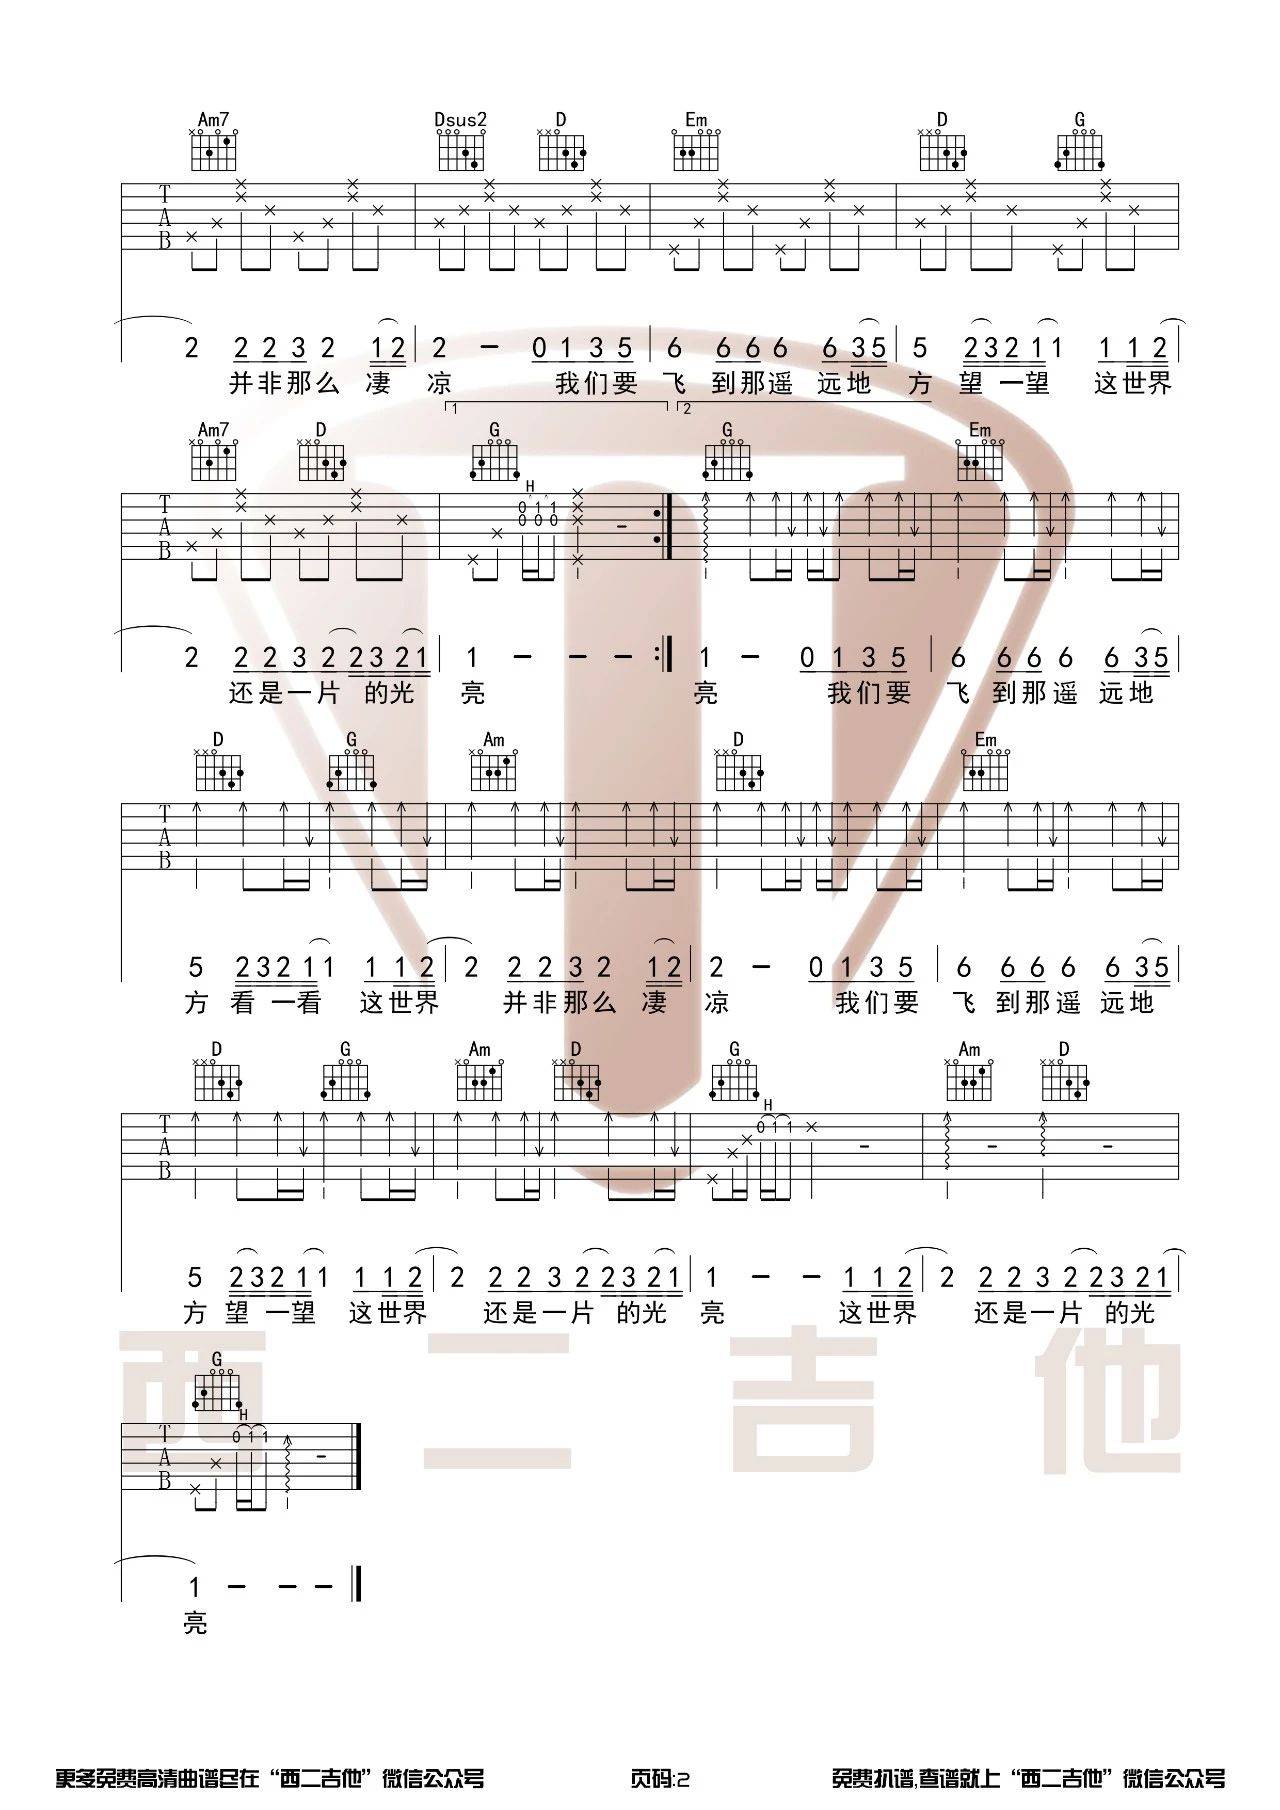 Am7 Dsus2 D Em D G
T
A
B
2 2 2 3 2 1 2 2 - 0 1 3 5 6 6 6 6 6 3 5 5 2 3 2 1 1 1 1 2
并非那么凄凉 我们要飞到那遥远地方望一望 这世界
1 2
Am7 D G G Em
H
T
A
B
0 1 1
0 0 0
2 2 2 3 2 2 3 2 1 1 - - - 1 - 0 1 3 5 6 6 6 6 6 3 5
还是一片的光亮 亮 我们要飞到那遥远地
D G Am D Em
T
A
B
5 2 3 2 1 1 1 1 2 2 2 2 3 2 1 2 2 - 0 1 3 5 6 6 6 6 6 3 5
方看一看 这世界 并非那么凄凉 我们要飞到那遥远地
D G Am D G Am D
H
T
A
B
0 1 1
5 2 3 2 1 1 1 1 2 2 2 2 3 2 2 3 2 1 1 - - 1 1 2 2 2 2 3 2 2 3 2 1
方望一望 这世界 还是一片的光亮 这世界 还是一片的光
西二吉他
G
H
T
A
B
0 1 1
1 - - -
亮
更多免费高清曲谱尽在“西二吉他”微信公众号 页码:2 免费扒谱,查谱就上“西二吉他”微信公众号